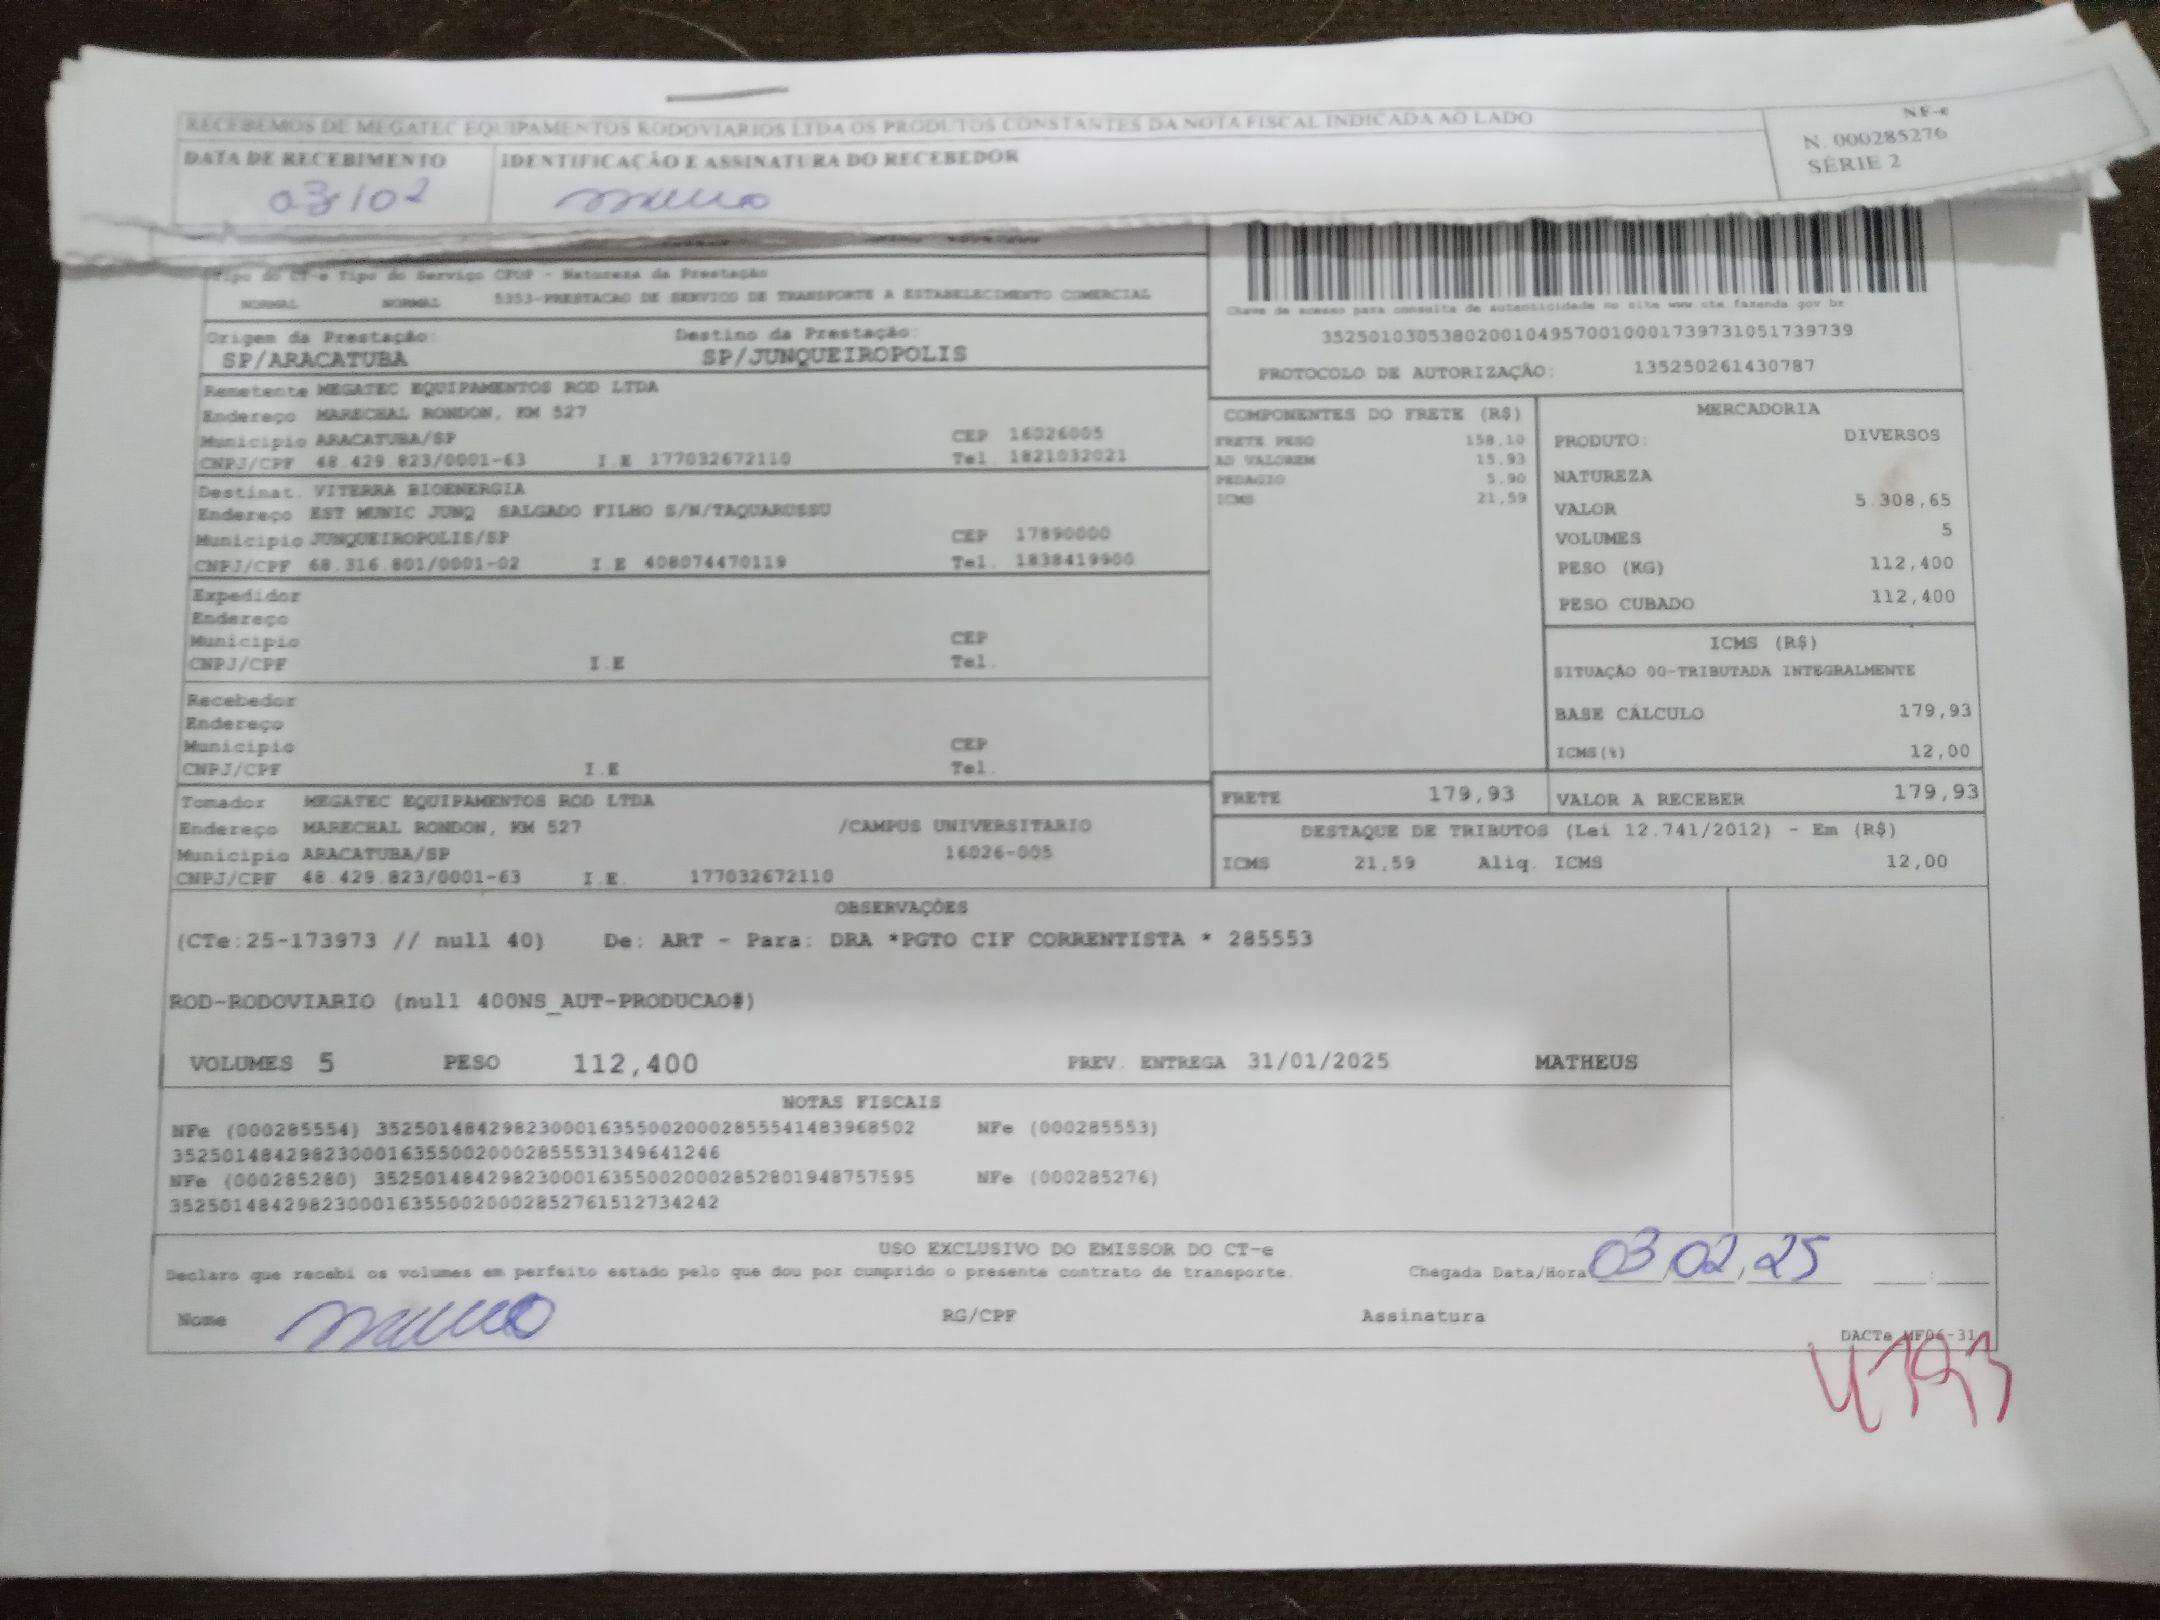 RECEBEMOS DE MEGATEC EQUIPAMENTOS RODOVIARIOS LTDA OS PRODUTOS CONSTANTES DA NOTA FISCAL INDICADA AO LADO
NF-e
N. 000285276
SÉRIE 2
DATA DE RECEBIMENTO
IDENTIFICAÇÃO E ASSINATURA DO RECEBEDOR
03/02
Tipo do CT-e Tipo do Serviço CFOP - Natureza da Prestação
NORMAL NORMAL 5353-PRESTACAO DE SERVICO DE TRANSPORTE A ESTABELECIMENTO COMERCIAL
Origem da Prestação: Destino da Prestação:
SP/ARACATUBA SP/JUNQUEIROPOLIS
Remetente MEGATEC EQUIPAMENTOS ROD LTDA
Endereço MARECHAL RONDON, KM 527
Municipio ARACATUBA/SP CEP 16026005
CNPJ/CPF 48.429.823/0001-63 I.E 177032672110 Tel. 1821032021
Destinat. VITERRA BIOENERGIA
Endereço EST MUNIC JUNQ SALGADO FILHO S/N/TAQUARUSSU
Municipio JUNQUEIROPOLIS/SP CEP 17890000
CNPJ/CPF 68.316.801/0001-02 I.E 408074470119 Tel. 1838419900
Expedidor
Endereço
Municipio CEP
CNPJ/CPF I.E Tel.
Recebedor
Endereço
Municipio CEP
CNPJ/CPF I.E Tel.
Tomador MEGATEC EQUIPAMENTOS ROD LTDA
Endereço MARECHAL RONDON, KM 527 /CAMPUS UNIVERSITARIO
Municipio ARACATUBA/SP 16026-005
CNPJ/CPF 48.429.823/0001-63 I.E. 177032672110
Chave de acesso para consulta de autenticidade no site www cte fazenda gov br
35250103053802001049570010001739731051739739
PROTOCOLO DE AUTORIZAÇÃO: 135250261430787
COMPONENTES DO FRETE (R$)
FRETE PESO 158,10
AD VALOREM 15,93
PEDAGIO 5,90
ICMS 21,59
MERCADORIA
PRODUTO: DIVERSOS
NATUREZA
VALOR 5.308,65
VOLUMES 5
PESO (KG) 112,400
PESO CUBADO 112,400
ICMS (R$)
SITUAÇÃO 00-TRIBUTADA INTEGRALMENTE
BASE CÁLCULO 179,93
ICMS(%) 12,00
FRETE 179,93 VALOR A RECEBER 179,93
DESTAQUE DE TRIBUTOS (Lei 12.741/2012) - Em (R$)
ICMS 21,59 Aliq. ICMS 12,00
OBSERVAÇÕES
(CTe:25-173973 // null 40) De: ART - Para: DRA *PGTO CIF CORRENTISTA * 285553
ROD-RODOVIARIO (null 400NS_AUT-PRODUCAO#)
VOLUMES 5 PESO 112,400 PREV. ENTREGA 31/01/2025 MATHEUS
NOTAS FISCAIS
NFe (000285554) 35250148429823000163550020002855541483968502 NFe (000285553)
35250148429823000163550020002855531349641246
NFe (000285280) 35250148429823000163550020002852801948757595 NFe (000285276)
35250148429823000163550020002852761512734242
USO EXCLUSIVO DO EMISSOR DO CT-e
Declaro que recebi os volumes em perfeito estado pelo que dou por cumprido o presente contrato de transporte. Chegada Data/Hora 03 02 25
Nome RG/CPF Assinatura
DACTe MF06-31